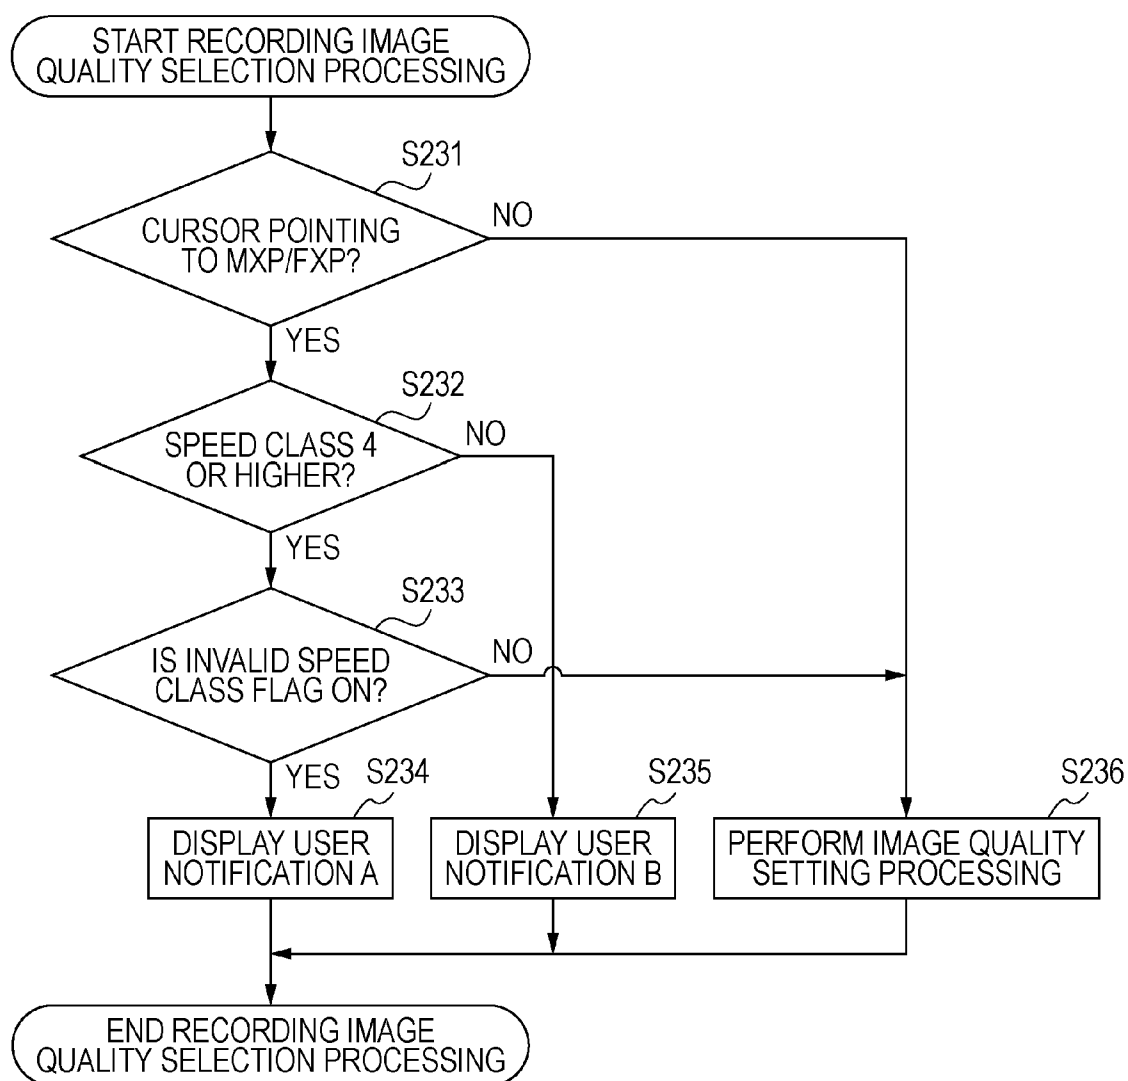 START RECORDING IMAGE
QUALITY SELECTION PROCESSING
S231
CURSOR POINTING
TO MXP/FXP?
NO
YES
S232
SPEED CLASS 4
OR HIGHER?
NO
YES
S233
IS INVALID SPEED
CLASS FLAG ON?
NO
YES
S234
DISPLAY USER
NOTIFICATION A
S235
DISPLAY USER
NOTIFICATION B
S236
PERFORM IMAGE QUALITY
SETTING PROCESSING
END RECORDING IMAGE
QUALITY SELECTION PROCESSING